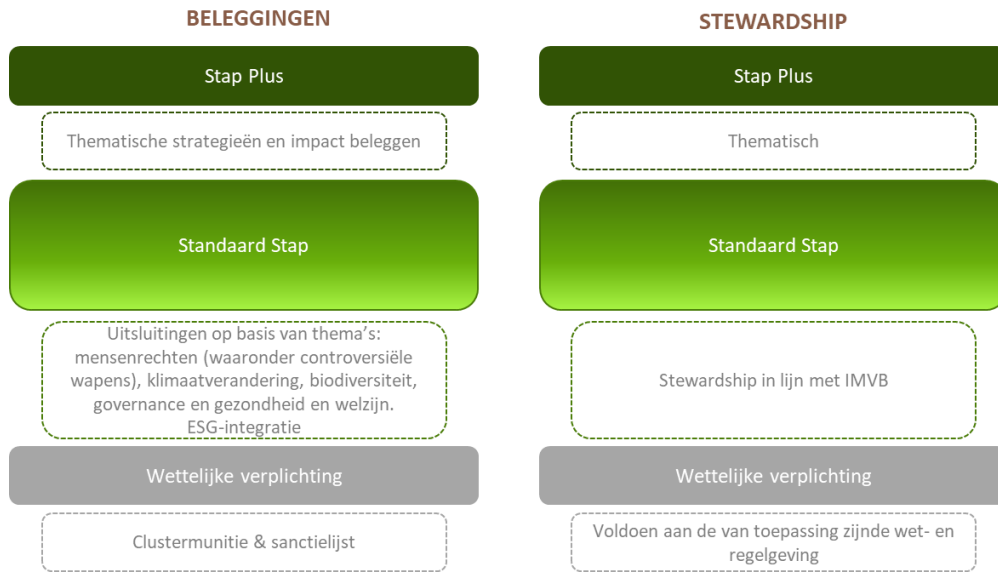 BELEGGINGEN
Stap Plus
Thematische strategieën en impact beleggen
Standaard Stap
Uitsluitingen op basis van thema's:
mensenrechten (waaronder controversiële
wapens), klimaatverandering, biodiversiteit,
governance en gezondheid en welzijn.
ESG-integratie
Wettelijke verplichting
Clustermunitie & sanctielijst
STEWARDSHIP
Stap Plus
Thematisch
Standaard Stap
Stewardship in lijn met IMVB
Wettelijke verplichting
Voldoen aan de van toepassing zijnde wet- en
regelgeving